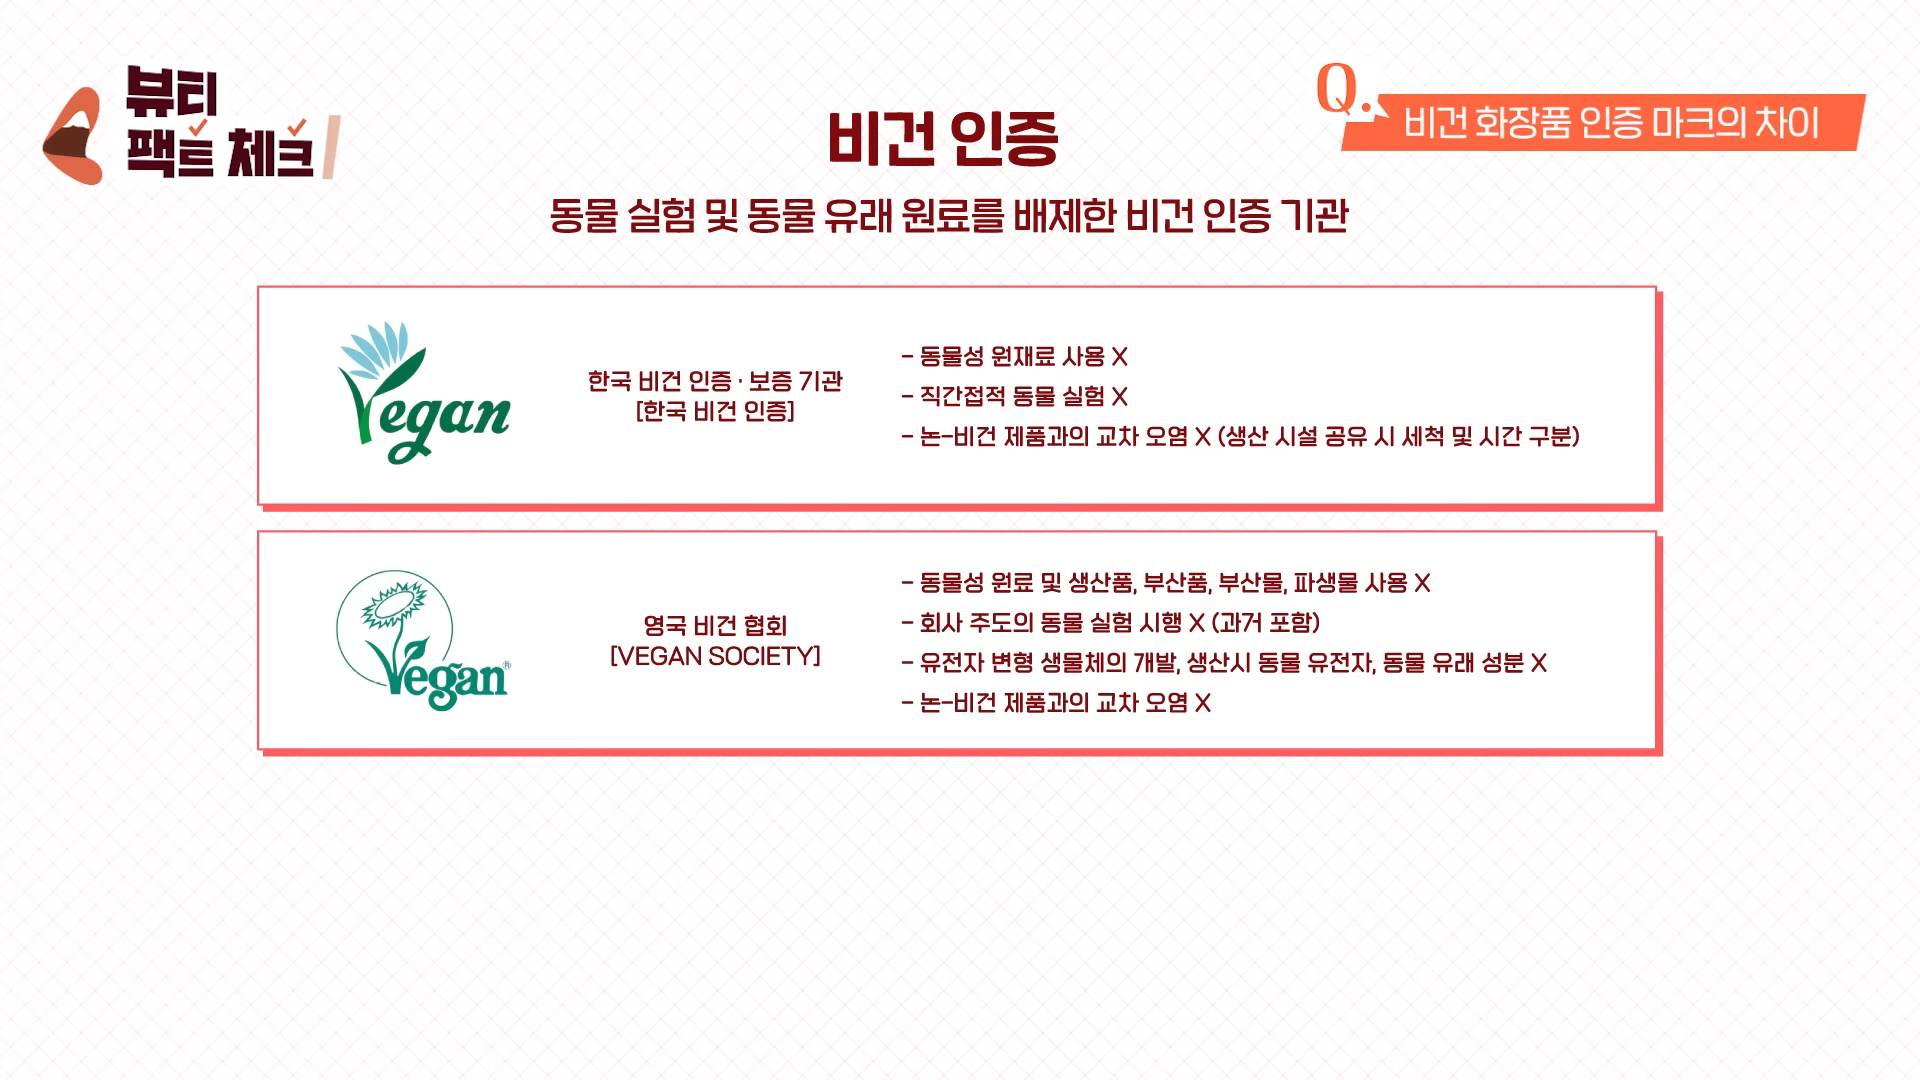 뷰티
팩트 체크
Q.
비건 화장품 인증 마크의 차이
비건 인증
동물 실험 및 동물 유래 원료를 배제한 비건 인증 기관
Vegan
한국 비건 인증 · 보증 기관
[한국 비건 인증]
- 동물성 원재료 사용 X
- 직간접적 동물 실험 X
- 논-비건 제품과의 교차 오염 X (생산 시설 공유 시 세척 및 시간 구분)
Vegan®
영국 비건 협회
[VEGAN SOCIETY]
- 동물성 원료 및 생산품, 부산품, 부산물, 파생물 사용 X
- 회사 주도의 동물 실험 시행 X (과거 포함)
- 유전자 변형 생물체의 개발, 생산시 동물 유전자, 동물 유래 성분 X
- 논-비건 제품과의 교차 오염 X